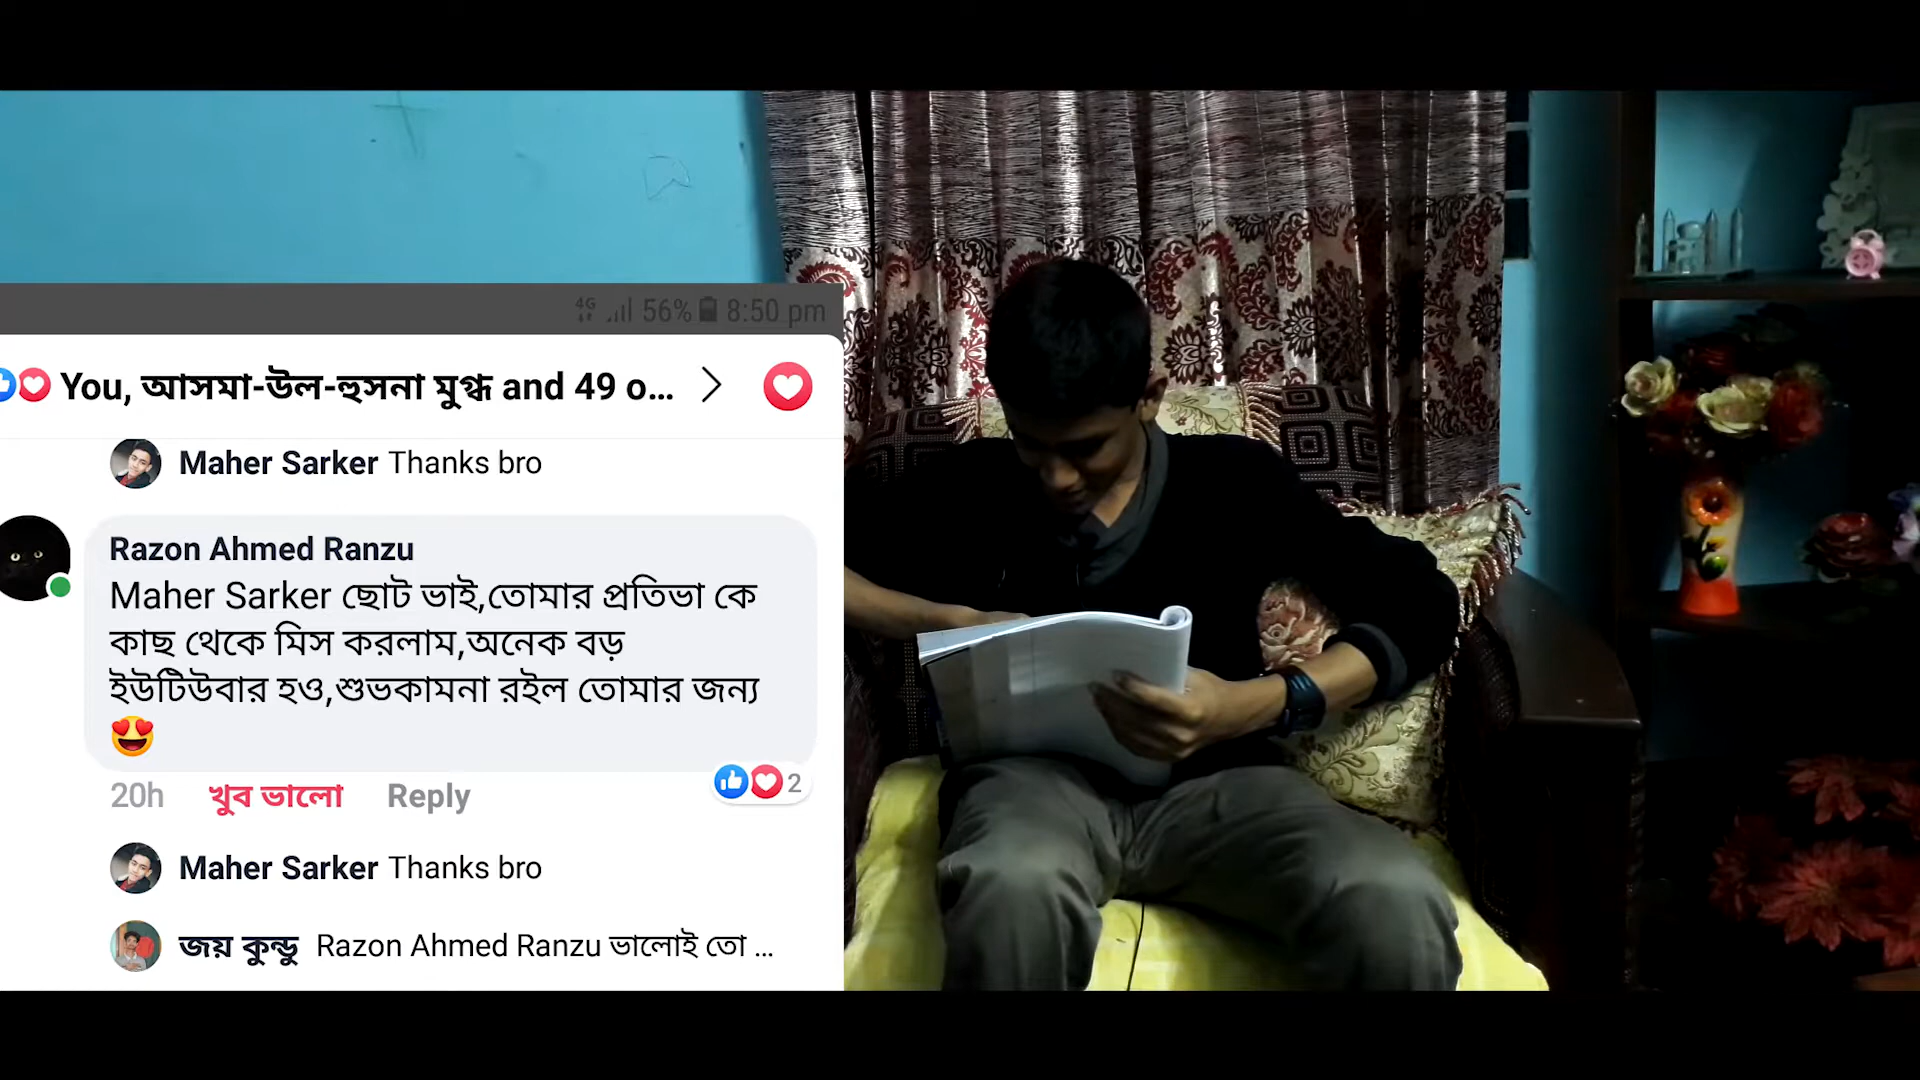 4G 56% 8:50 pm
You, আসমা-উল-হুসনা মুগ্ধ and 49 o...
Maher Sarker Thanks bro
Razon Ahmed Ranzu
Maher Sarker ছোট ভাই,তোমার প্রতিভা কে
কাছ থেকে মিস করলাম,অনেক বড়
ইউটিউবার হও,শুভকামনা রইল তোমার জন্য
😍
20h খুব ভালো Reply 2
Maher Sarker Thanks bro
জয় কুন্ডু Razon Ahmed Ranzu ভালোই তো ...